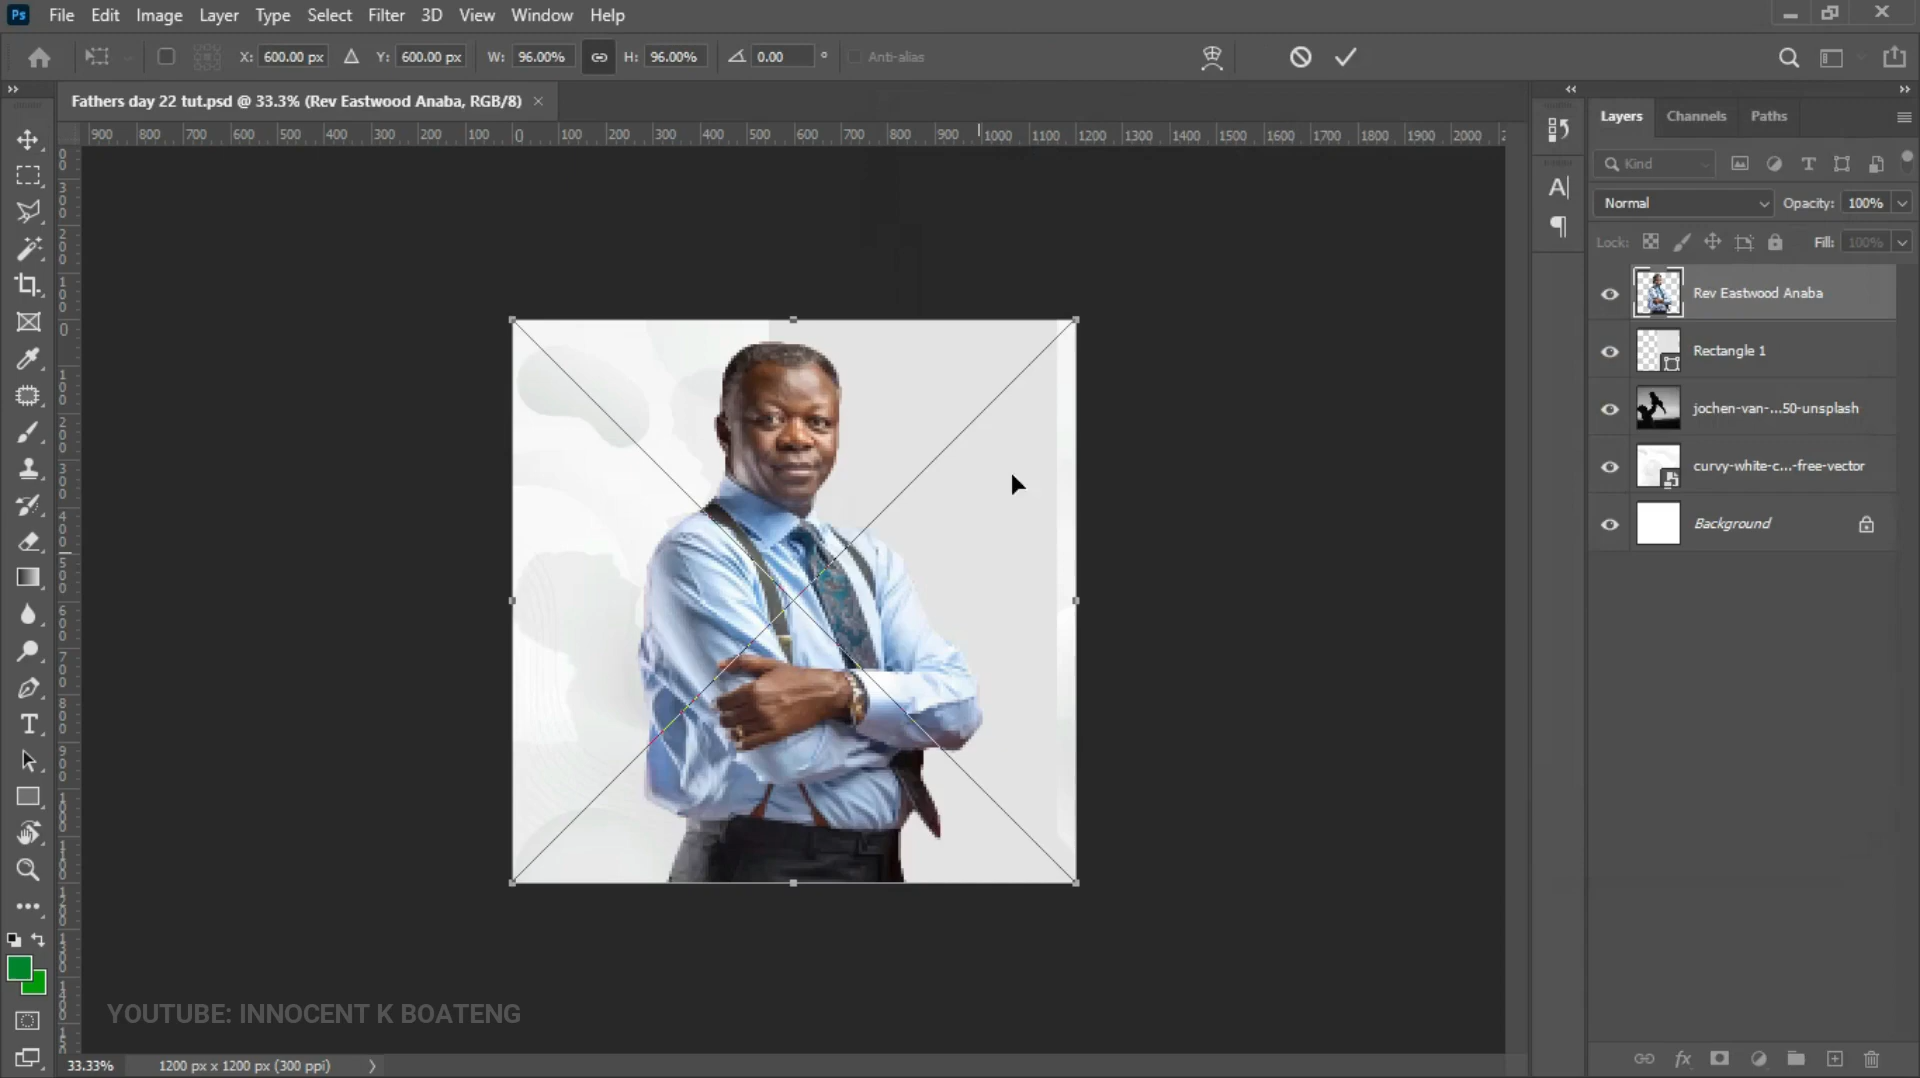 Ps File Edit Image Layer Type Select Filter 3D View Window Help
X: 600.00 px Y: 600.00 px W: 96.00% H: 96.00% 0.00 ° Anti-alias
Fathers day 22 tut.psd @ 33.3% (Rev Eastwood Anaba, RGB/8) ×
900 800 700 600 500 400 300 200 100 0 100 200 300 400 500 600 700 800 900 1000 1100 1200 1300 1400 1500 1600 1700 1800 1900 2000
Layers Channels Paths
Kind
Normal Opacity: 100%
Lock: Fill: 100%
Rev Eastwood Anaba
Rectangle 1
jochen-van-...50-unsplash
curvy-white-c...-free-vector
Background
YOUTUBE: INNOCENT K BOATENG
33.33% 1200 px x 1200 px (300 ppi)